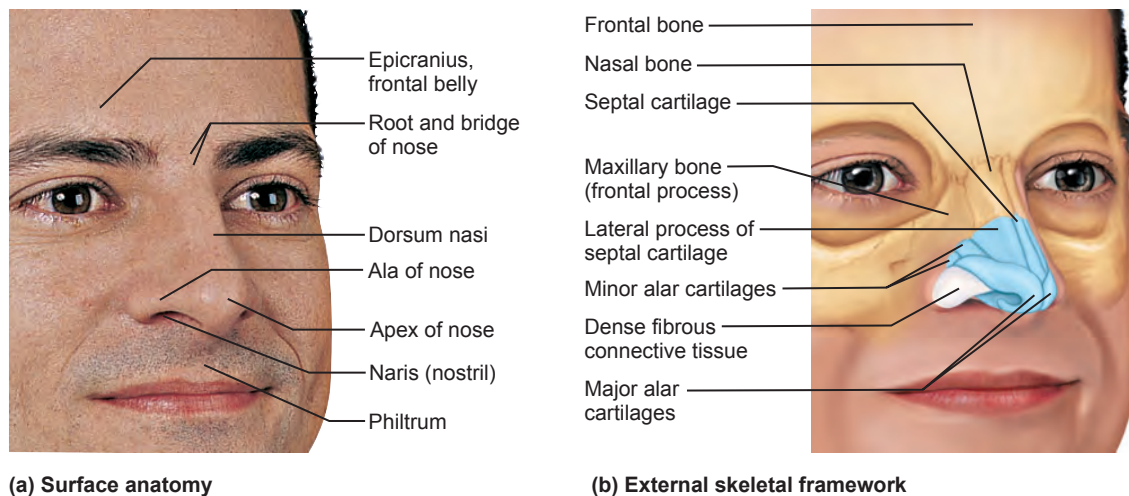 Epicranius,
frontal belly
Root and bridge
of nose
Dorsum nasi
Ala of nose
Apex of nose
Naris (nostril)
Philtrum
(a) Surface anatomy
Frontal bone
Nasal bone
Septal cartilage
Maxillary bone
(frontal process)
Lateral process of
septal cartilage
Minor alar cartilages
Dense fibrous
connective tissue
Major alar
cartilages
(b) External skeletal framework